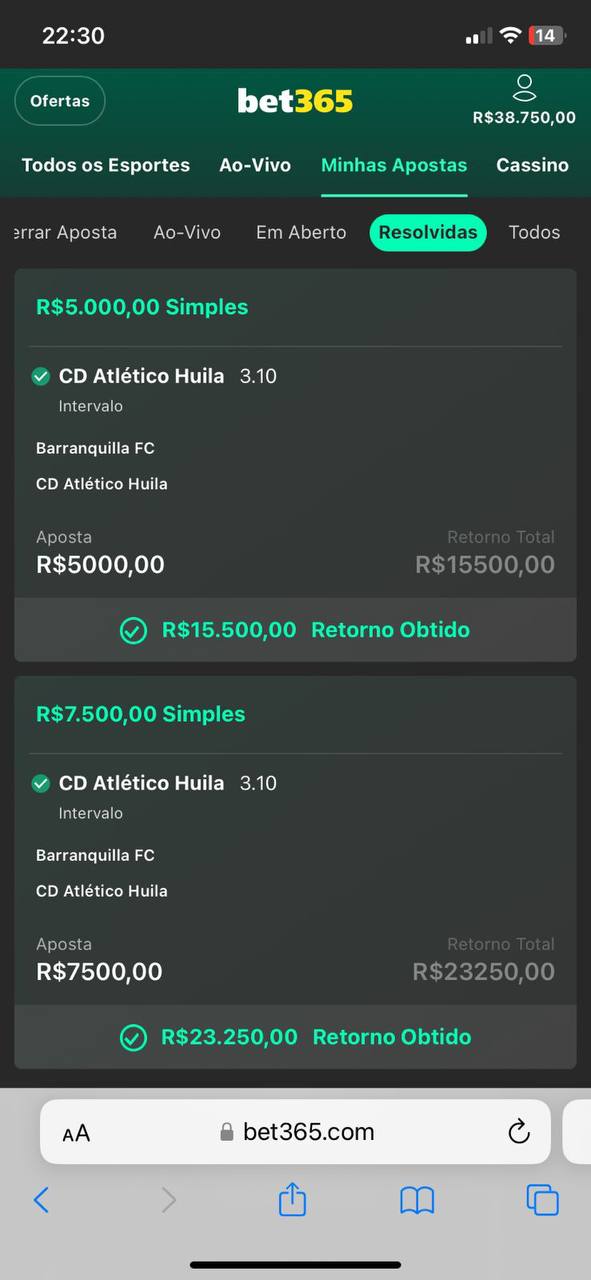 22:30
14
Ofertas
bet365
R$38.750,00
Todos os Esportes Ao-Vivo Minhas Apostas Cassino
errar Aposta Ao-Vivo Em Aberto Resolvidas Todos
R$5.000,00 Simples
CD Atlético Huila 3.10
Intervalo
Barranquilla FC
CD Atlético Huila
Aposta Retorno Total
R$5000,00 R$15500,00
R$15.500,00 Retorno Obtido
R$7.500,00 Simples
CD Atlético Huila 3.10
Intervalo
Barranquilla FC
CD Atlético Huila
Aposta Retorno Total
R$7500,00 R$23250,00
R$23.250,00 Retorno Obtido
AA bet365.com